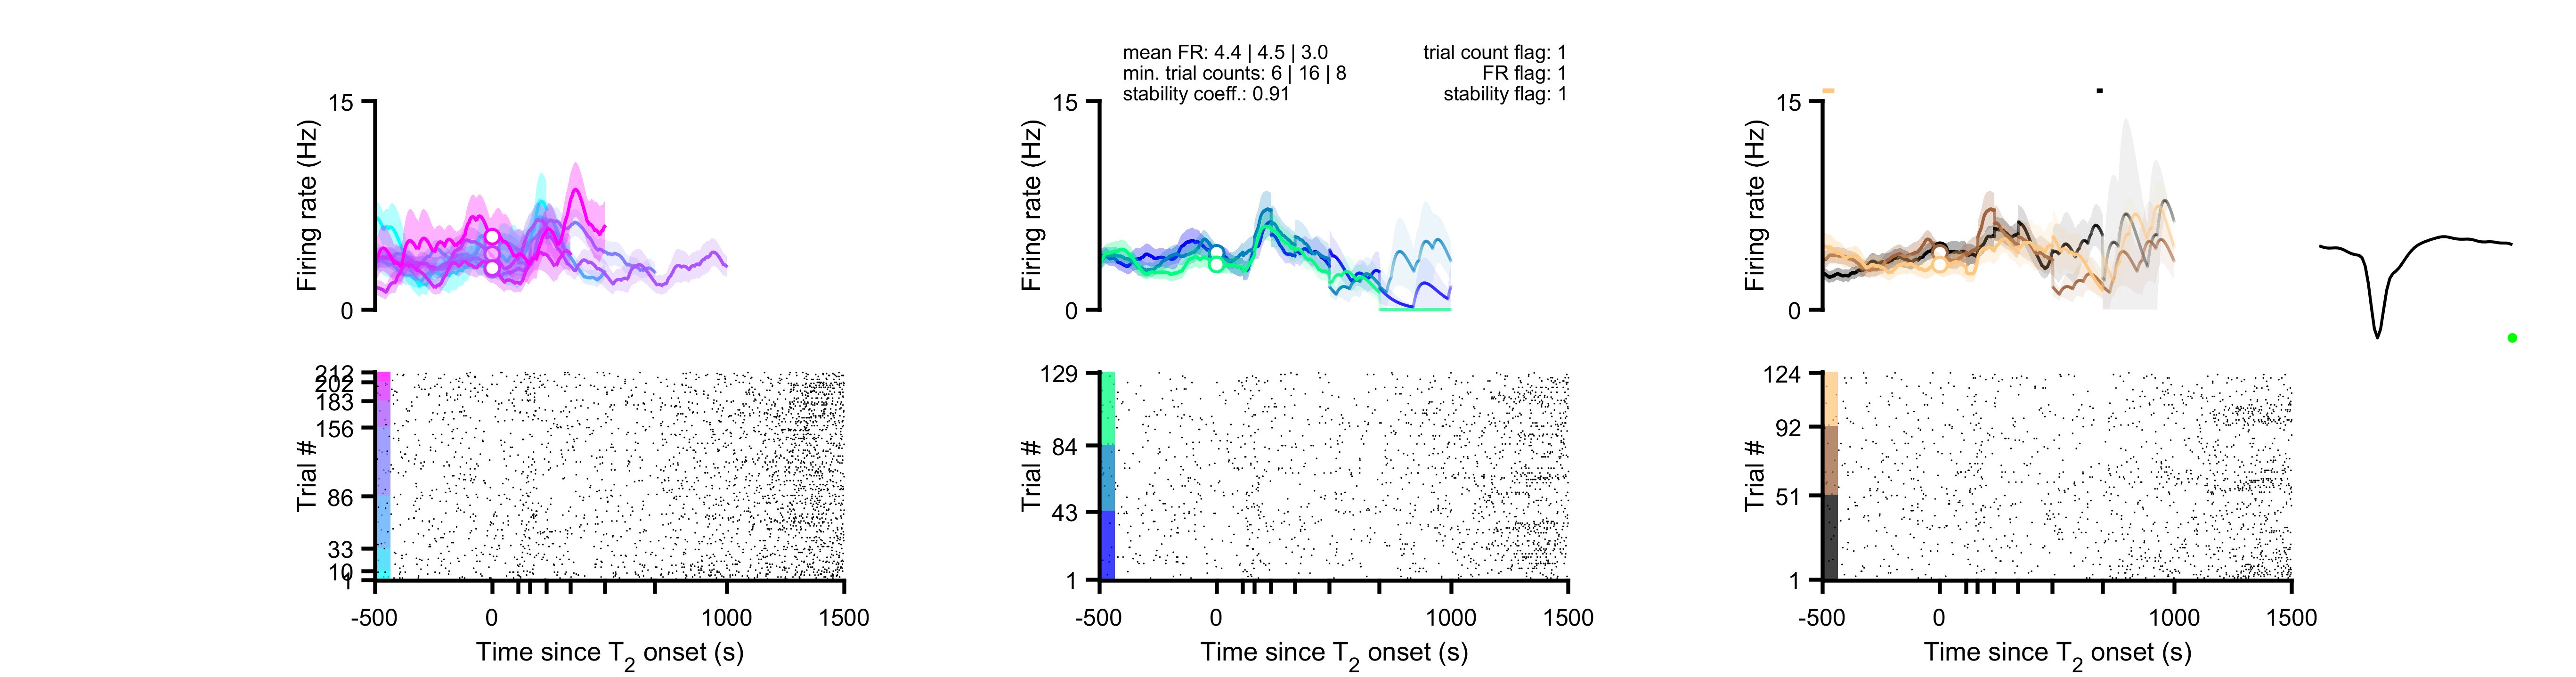 mean FR: 4.4 | 4.5 | 3.0
min. trial counts: 6 | 16 | 8
stability coeff.: 0.91
trial count flag: 1
FR flag: 1
stability flag: 1
15
Firing rate (Hz)
0
15
Firing rate (Hz)
0
15
Firing rate (Hz)
0
212
202
183
156
86
33
10
1
Trial #
-500
0
1000
1500
Time since T2 onset (s)
129
84
43
1
Trial #
-500
0
1000
1500
Time since T2 onset (s)
124
92
51
1
Trial #
-500
0
1000
1500
Time since T2 onset (s)